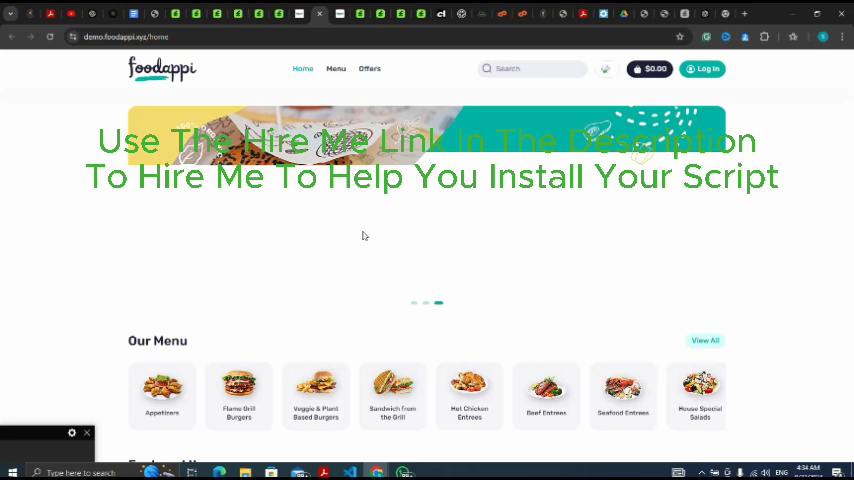 demo.foodappi.xyz/home
foodappi
Home Menu Offers Search $0.00 Log In
Use The Hire Me Link In The Description
To Hire Me To Help You Install Your Script
Our Menu View All
Appetizers
Flame Grill Burgers
Veggie & Plant Based Burgers
Sandwich from the Grill
Hot Chicken Entrees
Beef Entrees
Seafood Entrees
House Special Salads
Type here to search
ENG
4:34 AM